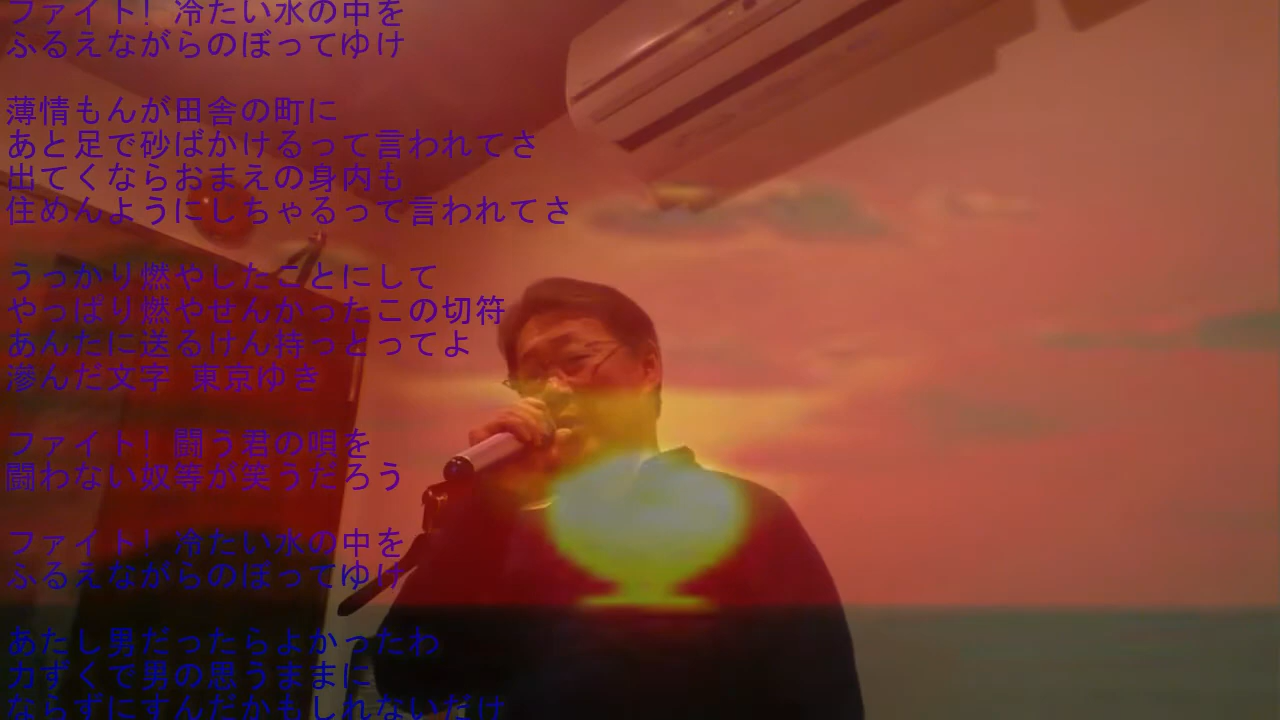 ファイト! 冷たい水の中を
ふるえながらのぼってゆけ
薄情もんが田舎の町に
あと足で砂ばかけるって言われてさ
出てくならおまえの身内も
住めんようにしちゃるって言われてさ
うっかり燃やしたことにして
やっぱり燃やせんかったこの切符
あんたに送るけん持っとってよ
滲んだ文字 東京ゆき
ファイト! 闘う君の唄を
闘わない奴等が笑うだろう
ファイト! 冷たい水の中を
ふるえながらのぼってゆけ
あたし男だったらよかったわ
力ずくで男の思うままに
ならずにすんだかもしれないだけ